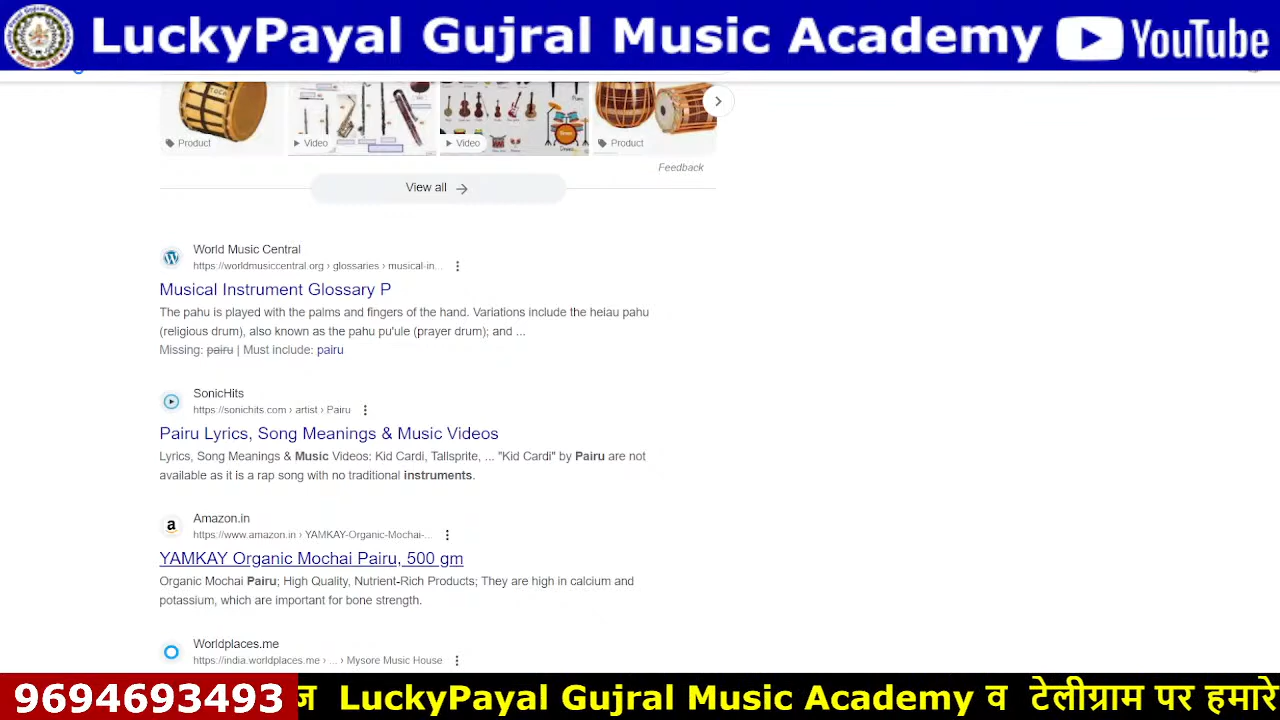 LuckyPayal Gujral Music Academy YouTube
Product
Video
Video
Product
Feedback
View all
World Music Central
https://worldmusiccentral.org › glossaries › musical-in...
Musical Instrument Glossary P
The pahu is played with the palms and fingers of the hand. Variations include the heiau pahu
(religious drum), also known as the pahu pu'ule (prayer drum); and ...
Missing: pairu | Must include: pairu
SonicHits
https://sonichits.com › artist › Pairu
Pairu Lyrics, Song Meanings & Music Videos
Lyrics, Song Meanings & Music Videos; Kid Cardi, Tallsprite, ... "Kid Cardi" by Pairu are not
available as it is a rap song with no traditional instruments.
Amazon.in
https://www.amazon.in › YAMKAY-Organic-Mochai-...
YAMKAY Organic Mochai Pairu, 500 gm
Organic Mochai Pairu; High Quality, Nutrient-Rich Products; They are high in calcium and
potassium, which are important for bone strength.
Worldplaces.me
https://india.worldplaces.me › ... › Mysore Music House
9694693493 ज LuckyPayal Gujral Music Academy व टेलीग्राम पर हमारे